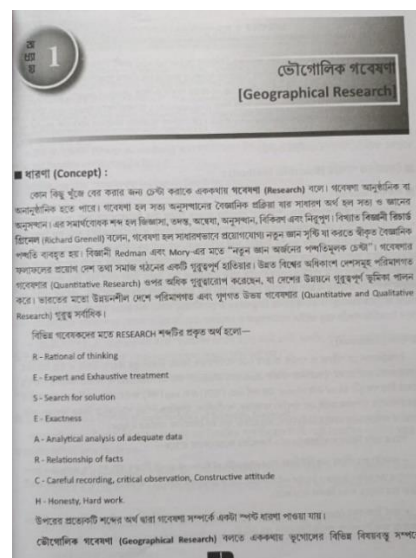 অধ্যায়
1
ভৌগোলিক গবেষণা
[Geographical Research]
■ ধারণা (Concept) :
কোন কিছু খুঁজে বের করার জন্য চেষ্টা করাকে এককথায় গবেষণা (Research) বলে। গবেষণা আনুষ্ঠানিক বা
অনানুষ্ঠানিক হতে পারে। গবেষণা হল সত্য অনুসন্ধানের বৈজ্ঞানিক প্রক্রিয়া যার সাধারণ অর্থ হল সত্য ও জ্ঞানের
অনুসন্ধান। এর সমার্থবোধক শব্দ হল জিজ্ঞাসা, তদন্ত, অন্বেষা, অনুসন্ধান, বিকিরণ এবং নিরূপণ। বিখ্যাত বিজ্ঞানী রিচার্ড
গ্রিনেল (Richard Grenell) বলেন, গবেষণা হল সাধারণভাবে প্রয়োগযোগ্য নতুন জ্ঞান সৃষ্টি যা করতে স্বীকৃত বৈজ্ঞানিক
পদ্ধতি ব্যবহৃত হয়। বিজ্ঞানী Redman এবং Mory-এর মতে “নতুন জ্ঞান অর্জনের পদ্ধতিমূলক চেষ্টা”। গবেষণার
ফলাফলের প্রয়োগ দেশ তথা সমাজ গঠনের একটি গুরুত্বপূর্ণ হাতিয়ার। উন্নত বিশ্বের অধিকাংশ দেশসমূহ পরিমাণগত
গবেষণার (Quantitative Research) ওপর অধিক গুরুত্বারোপ করেছেন, যা দেশের উন্নয়নে গুরুত্বপূর্ণ ভূমিকা পালন
করে। ভারতের মতো উন্নয়নশীল দেশে পরিমাণগত এবং গুণগত উভয় গবেষণার (Quantitative and Qualitative
Research) গুরুত্ব সর্বাধিক।
বিভিন্ন গবেষকদের মতে RESEARCH শব্দটির প্রকৃত অর্থ হলো—
R - Rational of thinking
E - Expert and Exhaustive treatment
S - Search for solution
E - Exactness
A - Analytical analysis of adequate data
R - Relationship of facts
C - Careful recording, critical observation, Constructive attitude
H - Honesty, Hard work.
উপরের প্রত্যেকটি শব্দের অর্থ দ্বারা গবেষণা সম্পর্কে একটা স্পষ্ট ধারণা পাওয়া যায়।
ভৌগোলিক গবেষণা (Geographical Research) বলতে এককথায় ভূগোলের বিভিন্ন বিষয়বস্তু সম্পর্
1